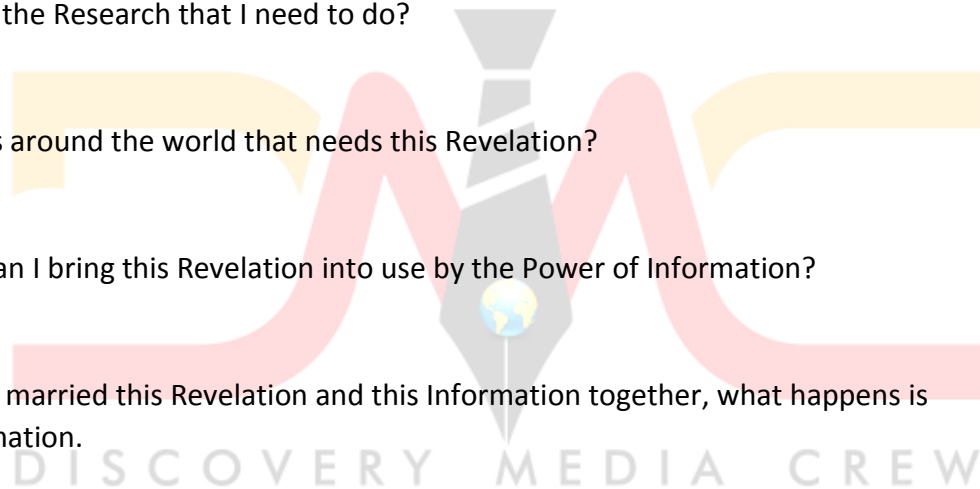 the Research that I need to do?
s around the world that needs this Revelation?
an I bring this Revelation into use by the Power of Information?
married this Revelation and this Information together, what happens is
nation.
DISCOVERY MEDIA CREW